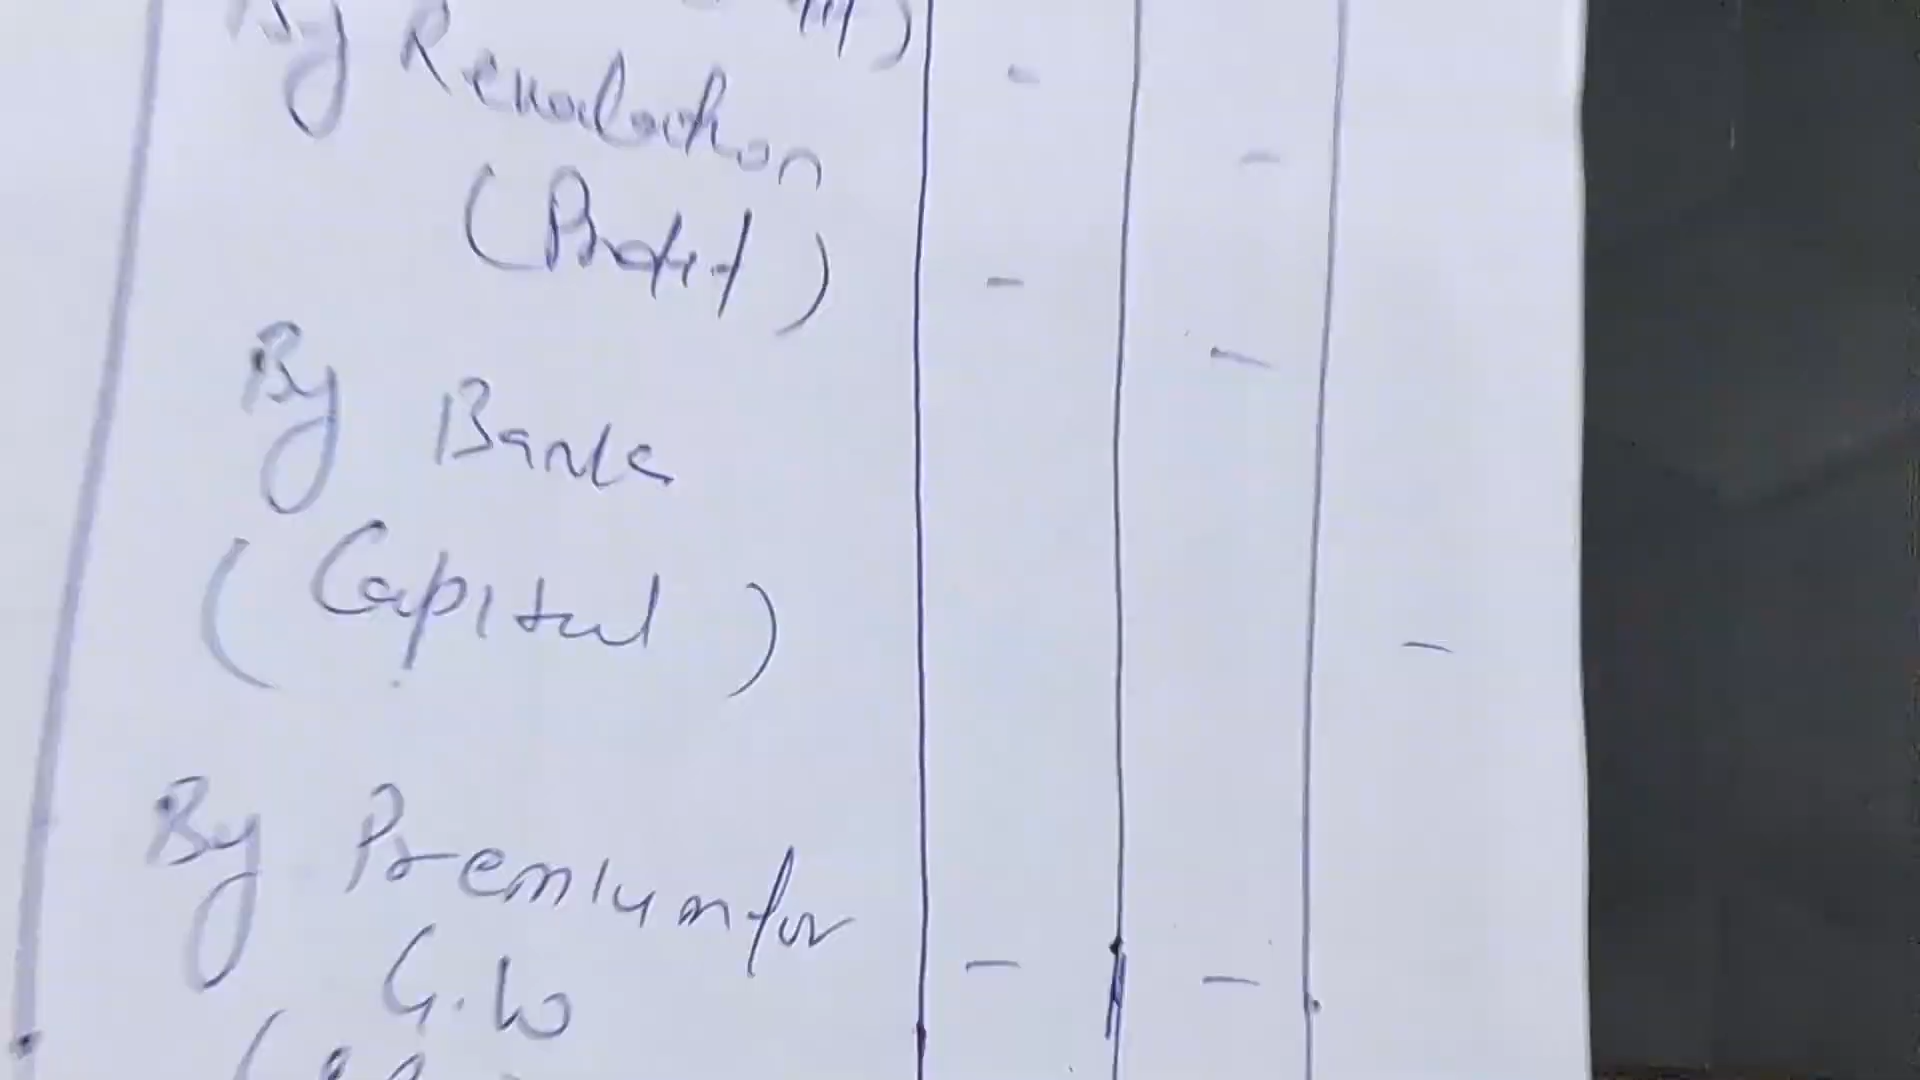 By Revaluation -
-
(Profit) -
By Bank -
(Capital) -
By Premium for
G.W - -